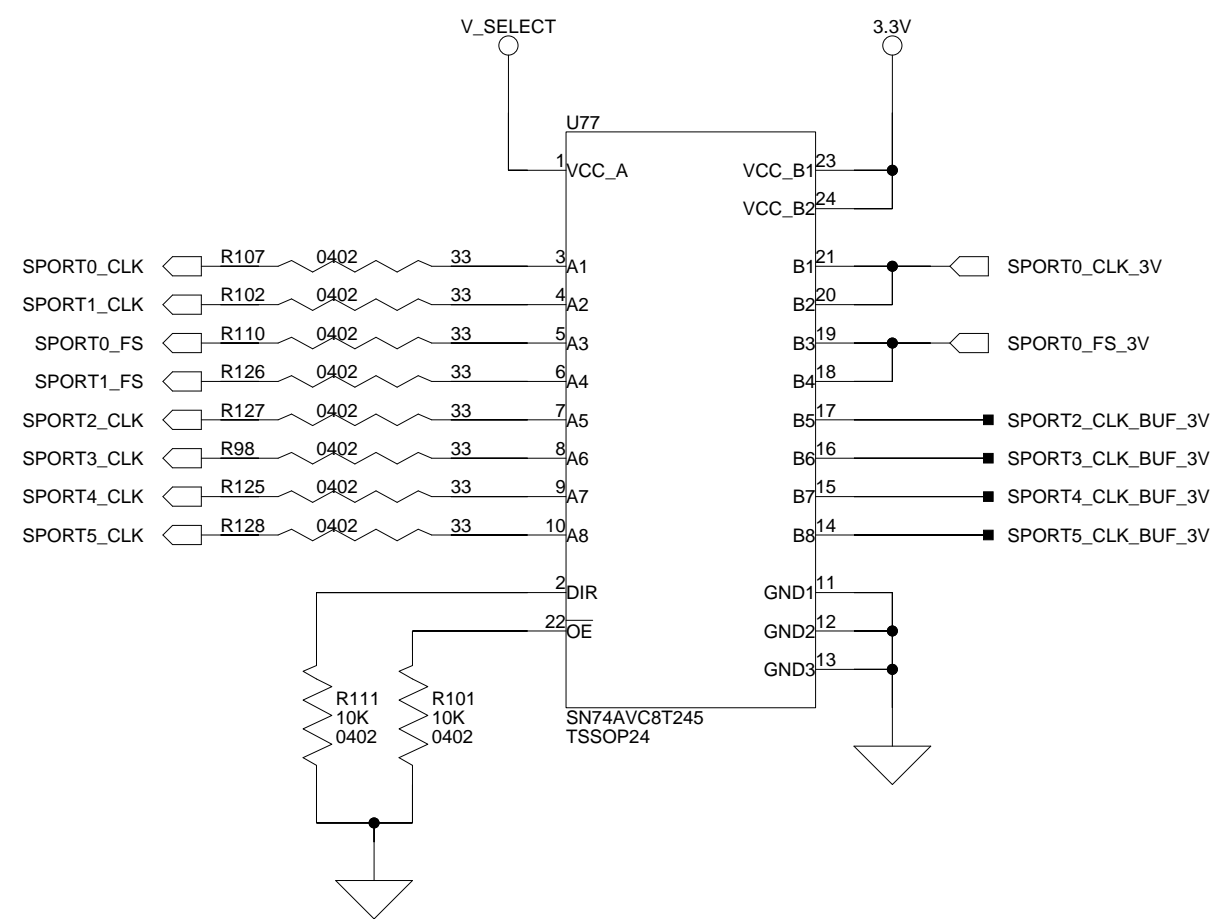 V_SELECT 3.3V
U77
1 VCC_A VCC_B1 23
VCC_B2 24
SPORT0_CLK R107 0402 33 3 A1 B1 21 SPORT0_CLK_3V
SPORT1_CLK R102 0402 33 4 A2 B2 20
SPORT0_FS R110 0402 33 5 A3 B3 19 SPORT0_FS_3V
SPORT1_FS R126 0402 33 6 A4 B4 18
SPORT2_CLK R127 0402 33 7 A5 B5 17 SPORT2_CLK_BUF_3V
SPORT3_CLK R98 0402 33 8 A6 B6 16 SPORT3_CLK_BUF_3V
SPORT4_CLK R125 0402 33 9 A7 B7 15 SPORT4_CLK_BUF_3V
SPORT5_CLK R128 0402 33 10 A8 B8 14 SPORT5_CLK_BUF_3V
2 DIR GND1 11
22 OE GND2 12
GND3 13
R111 R101
10K 10K
0402 0402
SN74AVC8T245
TSSOP24